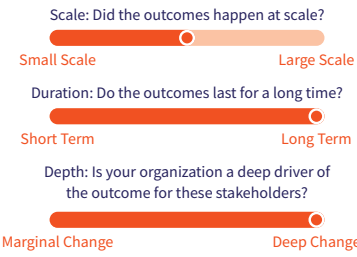 Scale: Did the outcomes happen at scale?
Small Scale Large Scale
Duration: Do the outcomes last for a long time?
Short Term Long Term
Depth: Is your organization a deep driver of
the outcome for these stakeholders?
Marginal Change Deep Change